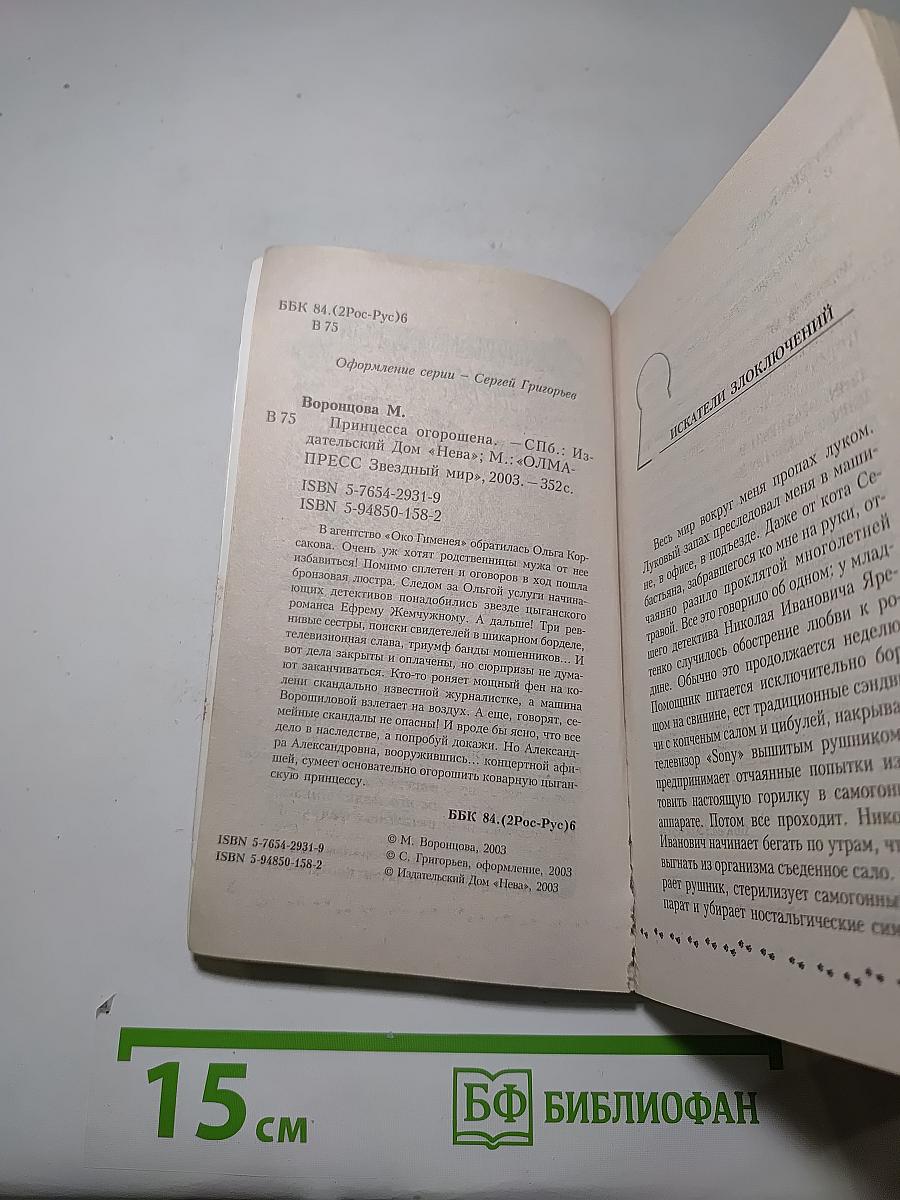 ББК 84.(2Рос-Рус)6
В 75
Оформление серии — Сергей Григорьев
Воронцова М.
В 75
Принцесса огорошена. —СПб.: Из-
дательский Дом «Нева»; М.:«ОЛМА-
ПРЕСС Звездный мир», 2003.—352с.
ISBN 5-7654-2931-9
ISBN 5-94850-158-2
В агентство «Око Гименея» обратилась Ольга Кор-
сакова. Очень уж хотят родственницы мужа от нее
избавиться! Помимо сплетен и оговоров в ход пошла
бронзовая люстра. Следом за Ольгой услуги начина-
ющих детективов понадобились звезде цыганского
романса Ефрему Жемчужному. А дальше! Три рев-
нивые сестры, поиски свидетелей в шикарном борделе,
телевизионная слава, триумф банды мошенников... И
вот дела закрыты и оплачены, но сюрпризы не дума-
ют заканчиваться. Кто-то роняет мощный фен на ко-
лени скандально известной журналистке, а машина
Ворошиловой взлетает на воздух. А еще, говорят, се-
мейные скандалы не опасны! И вроде бы ясно, что все
дело в наследстве, а попробуй докажи. Но Александ-
ра Александровна, вооружившись... концертной афи-
шей, сумеет основательно огорошить коварную цыган-
скую принцессу.
ББК 84.(2Рос-Рус)6
ISBN 5-7654-2931-9
ISBN 5-94850-158-2
© М. Воронцова, 2003
© С. Григорьев, оформление, 2003
© Издательский Дом «Нева», 2003
ИСКАТЕЛИ ЗЛОКЛЮЧЕНИЙ
Весь мир вокруг меня пропах луком.
Луковый запах преследовал меня в маши-
не, в офисе, в подъезде. Даже от кота Се-
бастьяна, забравшегося ко мне на руки, от-
чаянно разило проклятой многолетней
травой. Все это говорило об одном: у млад-
шего детектива Николая Ивановича Яре-
тенко случилось обострение любви к ро-
дине. Обычно это продолжается неделю.
Помощник питается исключительно бор-
щом на свинине, ест традиционные сэндви-
чи с копченым салом и цибулей, накрыва
телевизор «Sony» вышитым рушником
предпринимает отчаянные попытки из
товить настоящую горилку в самогонн
аппарате. Потом все проходит. Нико
Иванович начинает бегать по утрам, чт
выгнать из организма съеденное сало,
рает рушник, стерилизует самогонны
парат и убирает ностальгические сим
15 см
БФ БИБЛИОФАН